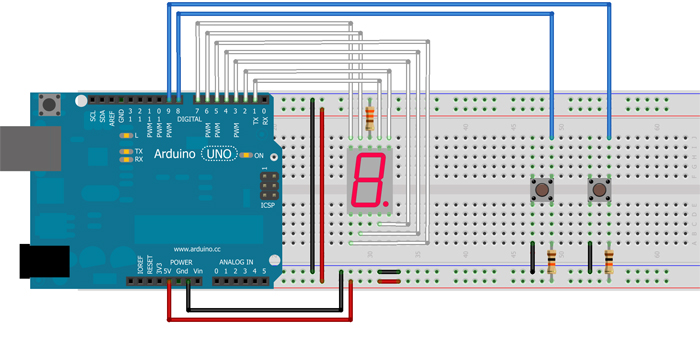 SCL
SDA
AREF
GND
13
12
PWM 11
PWM 10
PWM 9
8
DIGITAL
7
PWM 6
PWM 5
4
PWM 3
2
TX 1
RX 0
L
TX
RX
Arduino UNO ON
1
ICSP
www.arduino.cc
POWER
ANALOG IN
IOREF
RESET
3V3
5V
Gnd
Vin
0 1 2 3 4 5